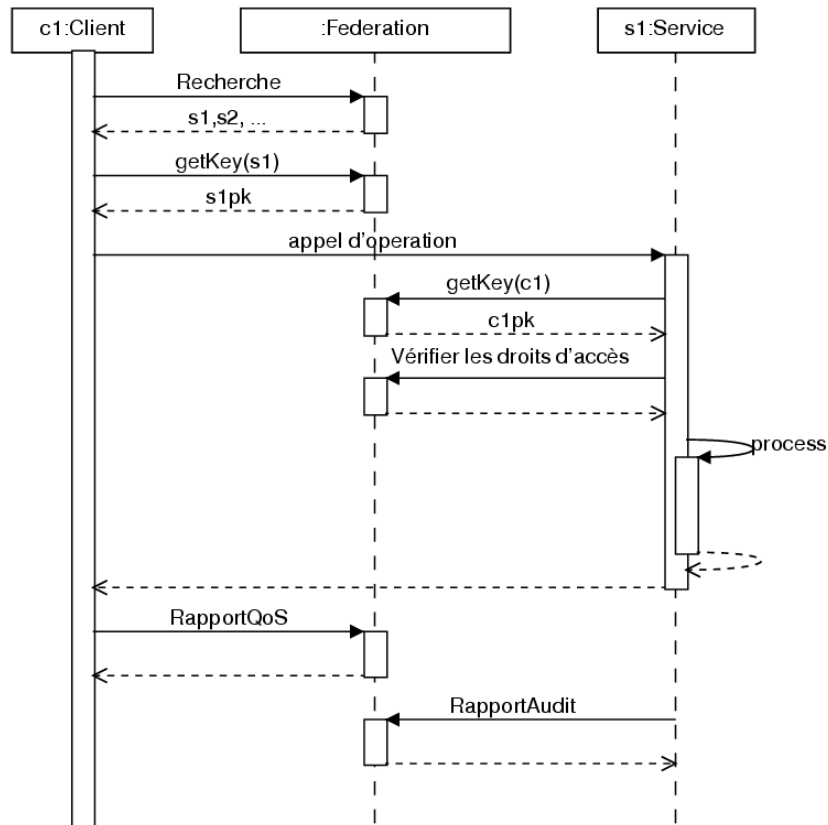 c1:Client
:Federation
s1:Service
Recherche
s1,s2, ...
getKey(s1)
s1pk
appel d'operation
getKey(c1)
c1pk
Vérifier les droits d'accès
process
RapportQoS
RapportAudit